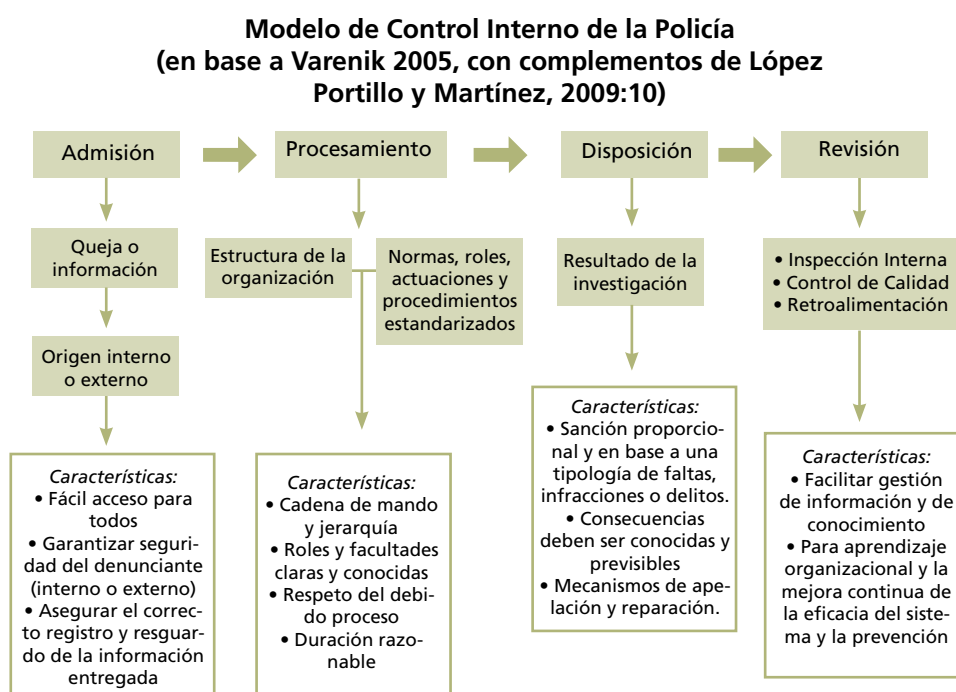 Modelo de Control Interno de la Policía
(en base a Varenik 2005, con complementos de López
Portillo y Martínez, 2009:10)
Admisión
Procesamiento
Disposición
Revisión
Queja o
información
Origen interno
o externo
Estructura de la
organización
Normas, roles,
actuaciones y
procedimientos
estandarizados
Resultado de la
investigación
• Inspección Interna
• Control de Calidad
• Retroalimentación
Características:
• Fácil acceso para
todos
• Garantizar seguri-
dad del denunciante
(interno o externo)
• Asegurar el correc-
to registro y resguar-
do de la información
entregada
Características:
• Cadena de mando
y jerarquía
• Roles y facultades
claras y conocidas
• Respeto del debi-
do proceso
• Duración razo-
nable
Características:
• Sanción proporcio-
nal y en base a una
tipología de faltas,
infracciones o delitos.
• Consecuencias
deben ser conocidas y
previsibles
• Mecanismos de ape-
lación y reparación.
Características:
• Facilitar gestión
de información y de
conocimiento
• Para aprendizaje
organizacional y la
mejora continua de
la eficacia del siste-
ma y la prevención